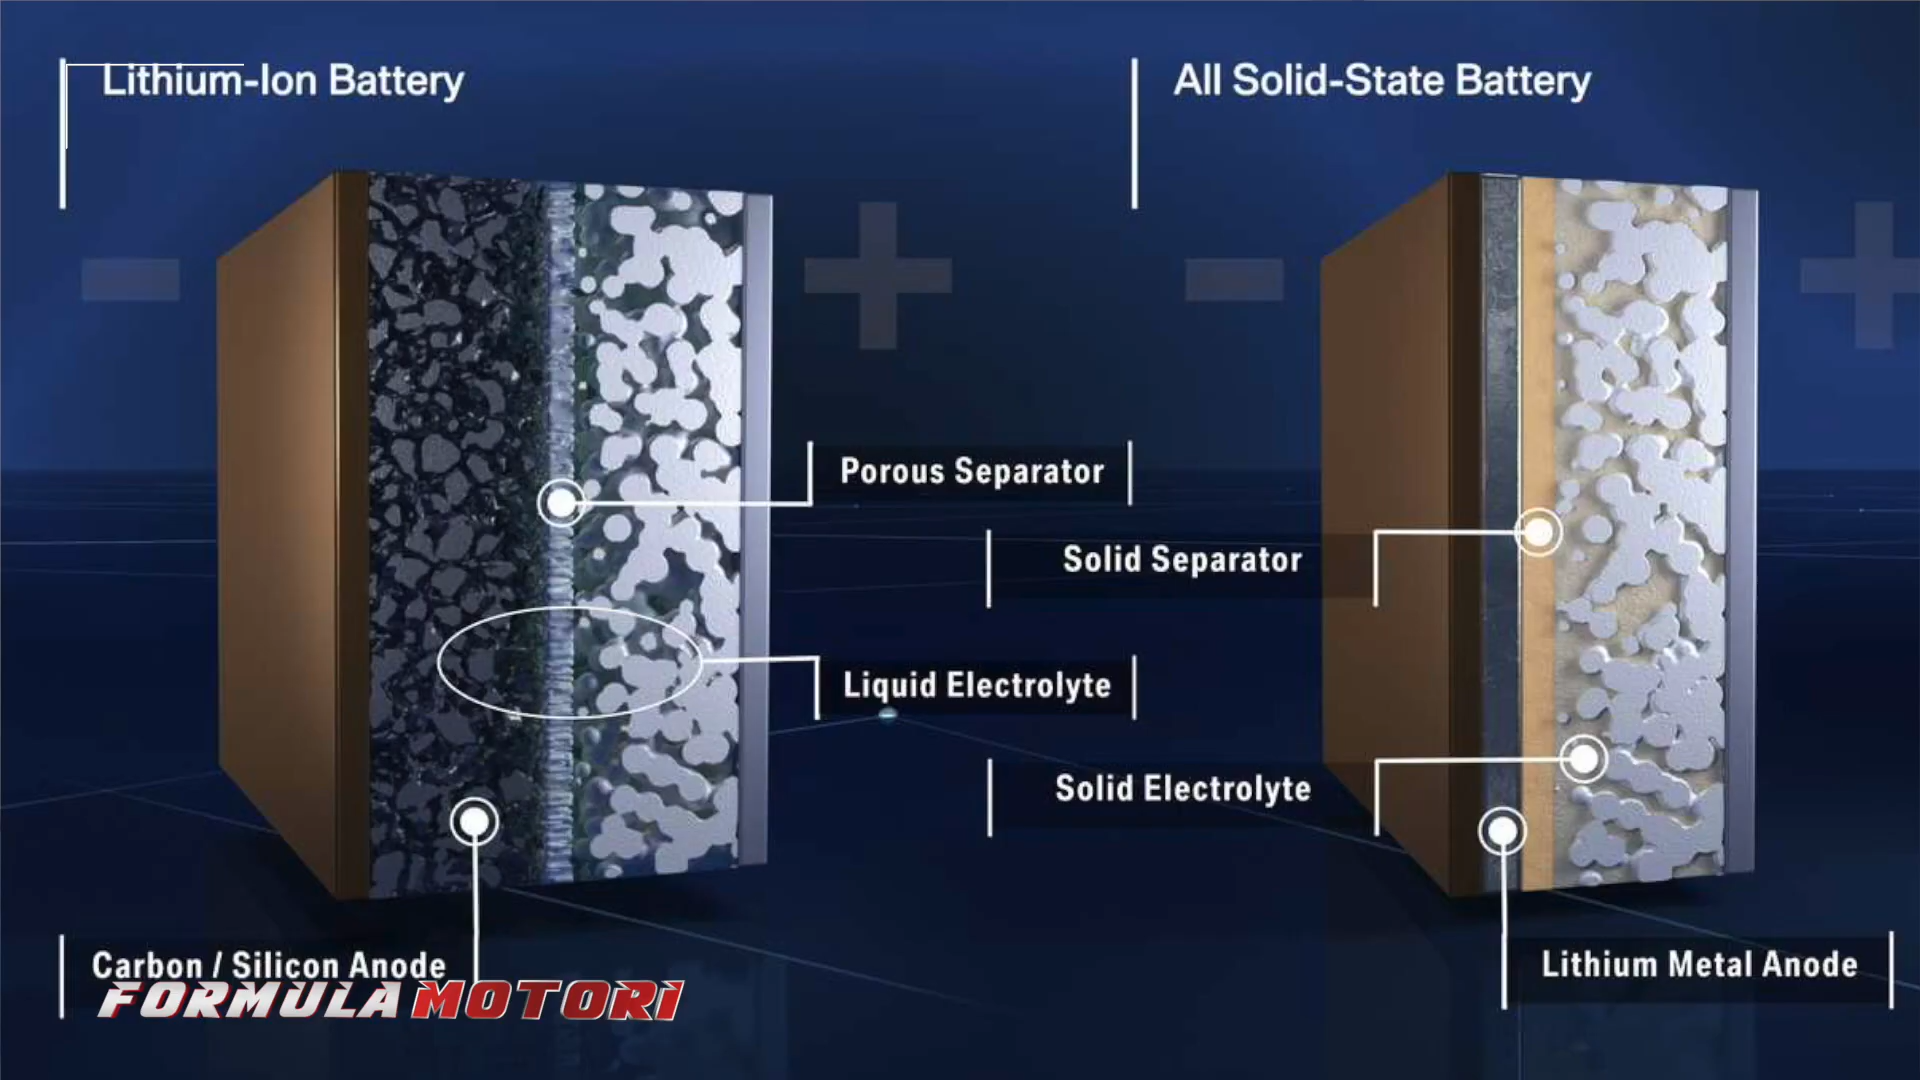 Lithium-Ion Battery
All Solid-State Battery
Porous Separator
Solid Separator
Liquid Electrolyte
Solid Electrolyte
Carbon / Silicon Anode
Lithium Metal Anode
FORMULA MOTORI